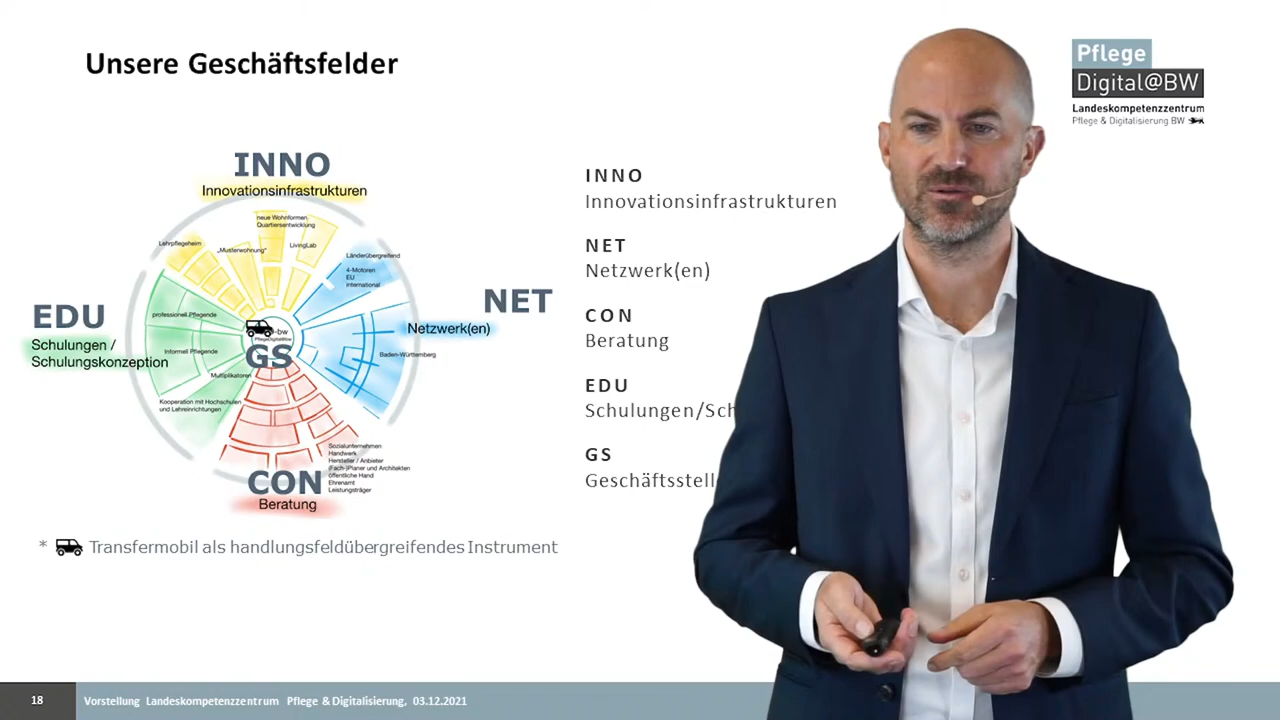 Unsere Geschäftsfelder
Pflege
Digital@BW
Landeskompetenzzentrum
Pflege & Digitalisierung BW
INNO
Innovationsinfrastrukturen
neue Wohnformen
Quartiersentwicklung
Lehrpflegeheim
„Musterwohnung“
LivingLab
Länderübergreifend
4-Motoren
EU
international
NET
Netzwerk(en)
Baden-Württemberg
EDU
Schulungen /
Schulungskonzeption
professionell Pflegende
Informell Pflegende
Multiplikatoren
Kooperation mit Hochschulen
und Lehreinrichtungen
-bw
GS
CON
Beratung
Sozialunternehmen
Handwerk
Hersteller / Anbieter
(Fach-)Planer und Architekten
öffentliche Hand
Ehrenamt
Leistungsträger
* Transfermobil als handlungsfeldübergreifendes Instrument
INNO
Innovationsinfrastrukturen
NET
Netzwerk(en)
CON
Beratung
EDU
Schulungen/Sch
GS
Geschäftsstell
18 Vorstellung Landeskompetenzzentrum Pflege & Digitalisierung, 03.12.2021